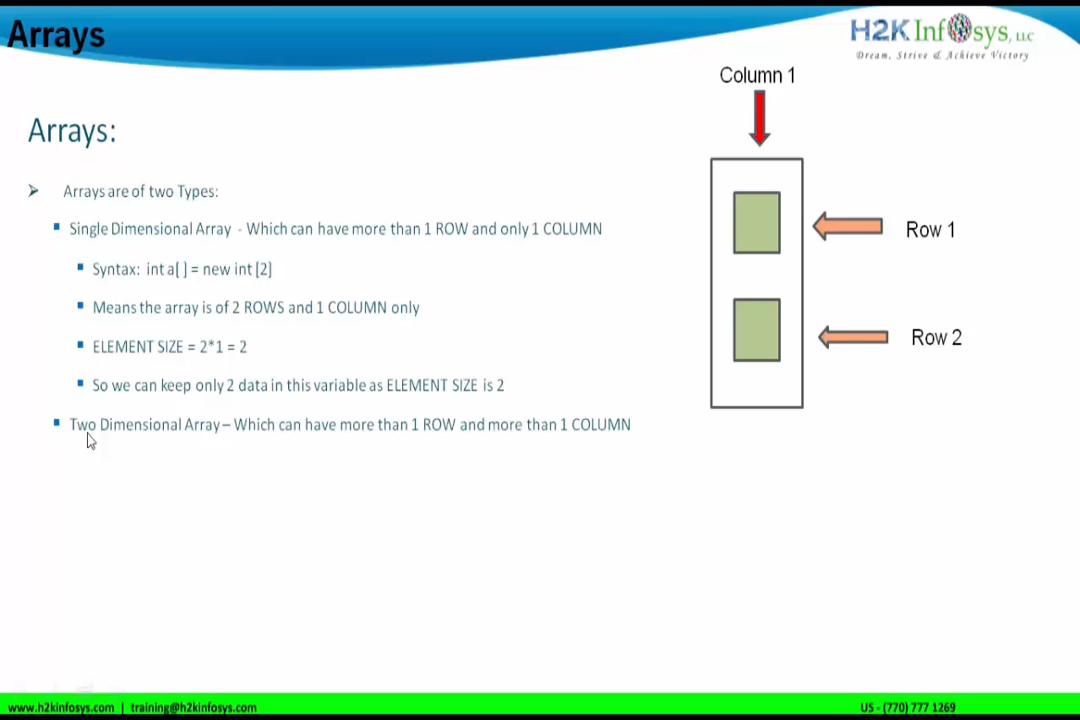 Arrays
H2K Infosys, LLC
Dream, Strive & Achieve Victory
Column 1
Arrays:
Arrays are of two Types:
Single Dimensional Array - Which can have more than 1 ROW and only 1 COLUMN
Row 1
Syntax: int a[ ] = new int [2]
Means the array is of 2 ROWS and 1 COLUMN only
Row 2
ELEMENT SIZE = 2*1 = 2
So we can keep only 2 data in this variable as ELEMENT SIZE is 2
Two Dimensional Array – Which can have more than 1 ROW and more than 1 COLUMN
www.h2kinfosys.com | training@h2kinfosys.com
US - (770) 777 1269